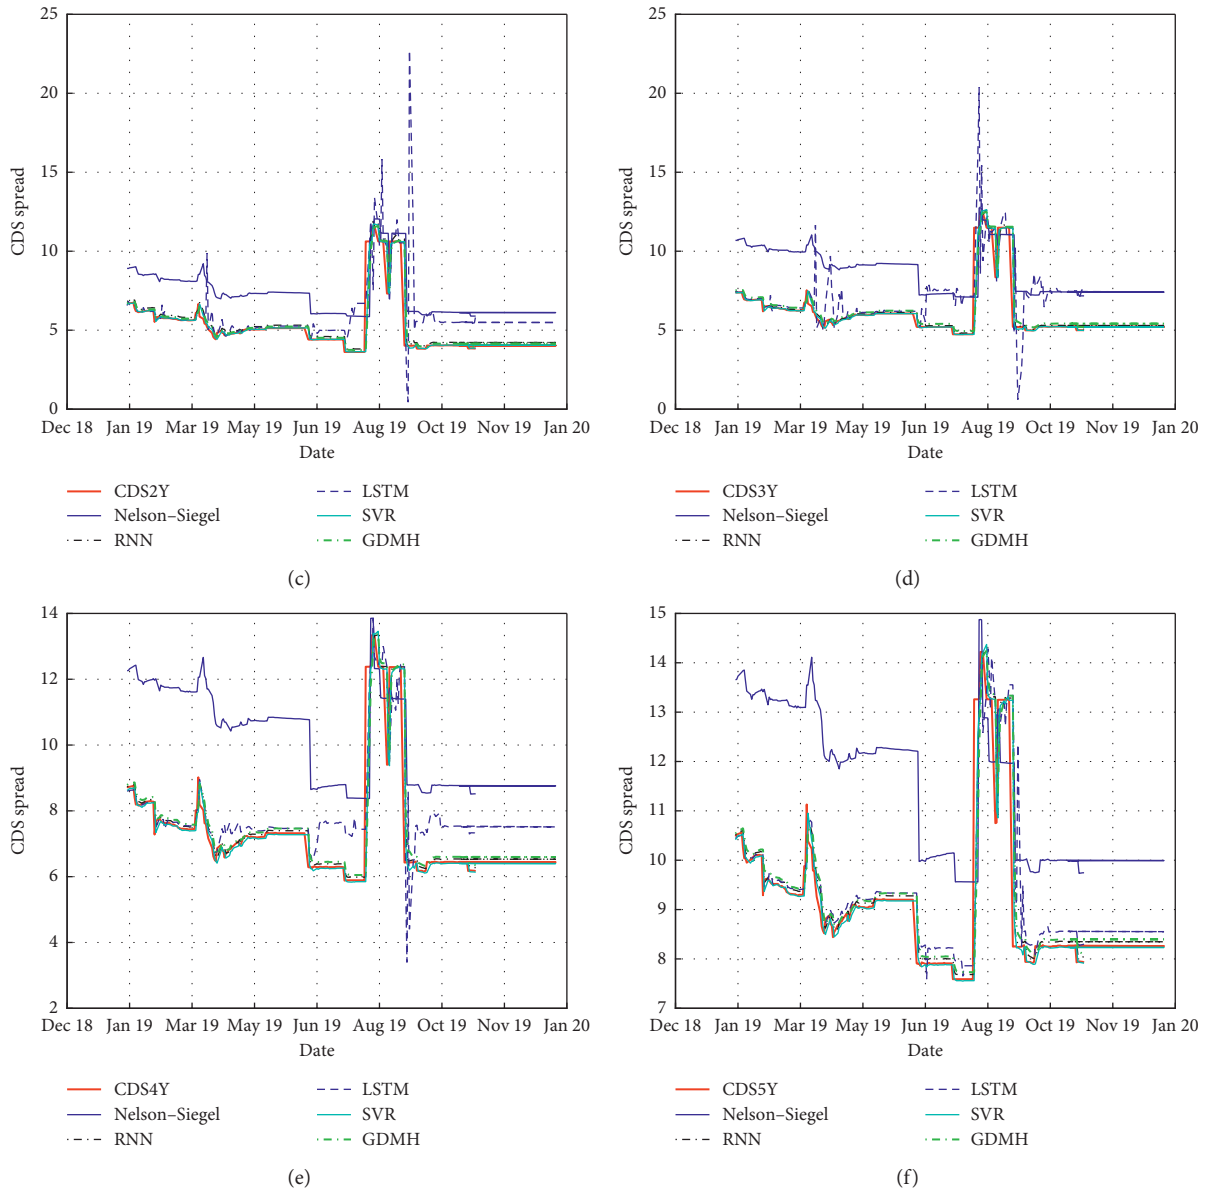 25
20
15
10
5
0
CDS spread
Dec 18 Jan 19 Mar 19 May 19 Jun 19 Aug 19 Oct 19 Nov 19 Jan 20
Date
CDS2Y
Nelson–Siegel
RNN
LSTM
SVR
GDMH
(c)
25
20
15
10
5
0
CDS spread
Dec 18 Jan 19 Mar 19 May 19 Jun 19 Aug 19 Oct 19 Nov 19 Jan 20
Date
CDS3Y
Nelson–Siegel
RNN
LSTM
SVR
GDMH
(d)
14
12
10
8
6
4
2
CDS spread
Dec 18 Jan 19 Mar 19 May 19 Jun 19 Aug 19 Oct 19 Nov 19 Jan 20
Date
CDS4Y
Nelson–Siegel
RNN
LSTM
SVR
GDMH
(e)
15
14
13
12
11
10
9
8
7
CDS spread
Dec 18 Jan 19 Mar 19 May 19 Jun 19 Aug 19 Oct 19 Nov 19 Jan 20
Date
CDS5Y
Nelson–Siegel
RNN
LSTM
SVR
GDMH
(f)